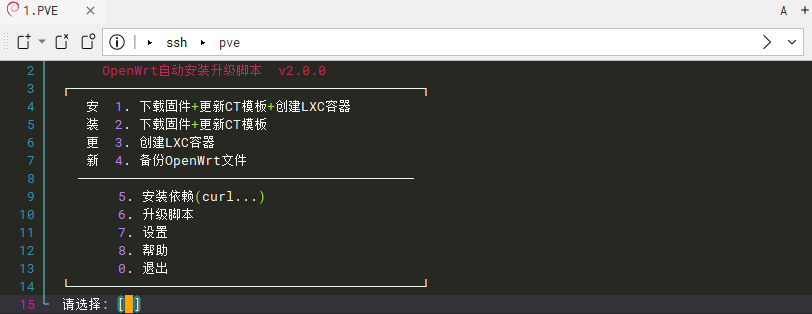 1.PVE
A
ssh pve
2 OpenWrt自动安装升级脚本 v2.0.0
3
4 安 1. 下载固件+更新CT模板+创建LXC容器
5 装 2. 下载固件+更新CT模板
6 更 3. 创建LXC容器
7 新 4. 备份OpenWrt文件
8
9 5. 安装依赖(curl...)
10 6. 升级脚本
11 7. 设置
12 8. 帮助
13 0. 退出
14
15 请选择: [ ]